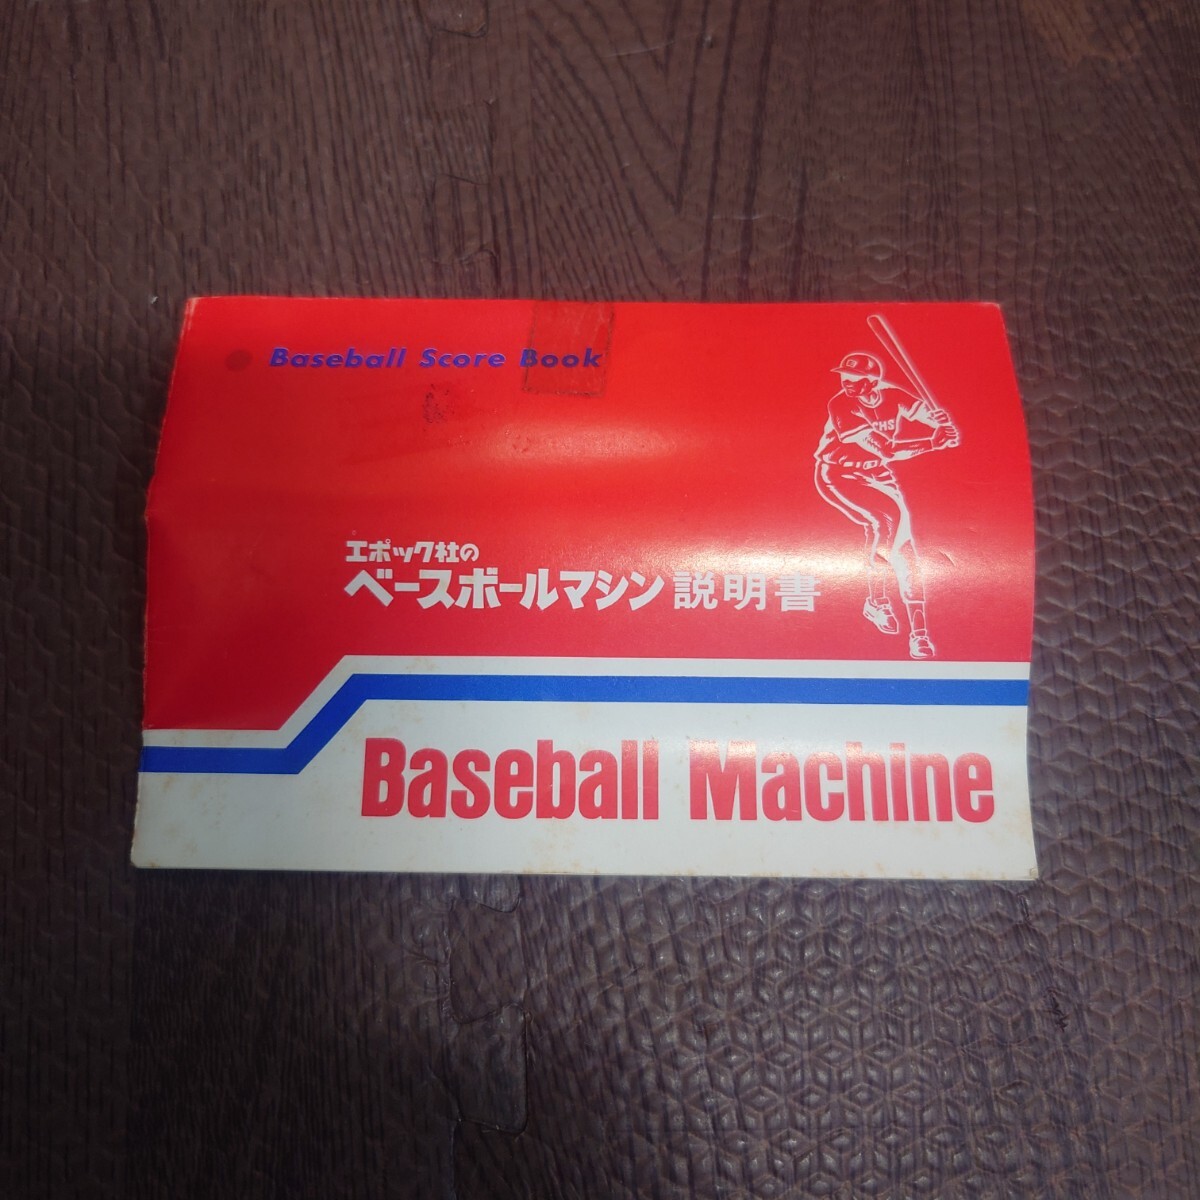 Baseball Score Book
CHS
エポック社の
ベースボールマシン 説明書
Baseball Machine